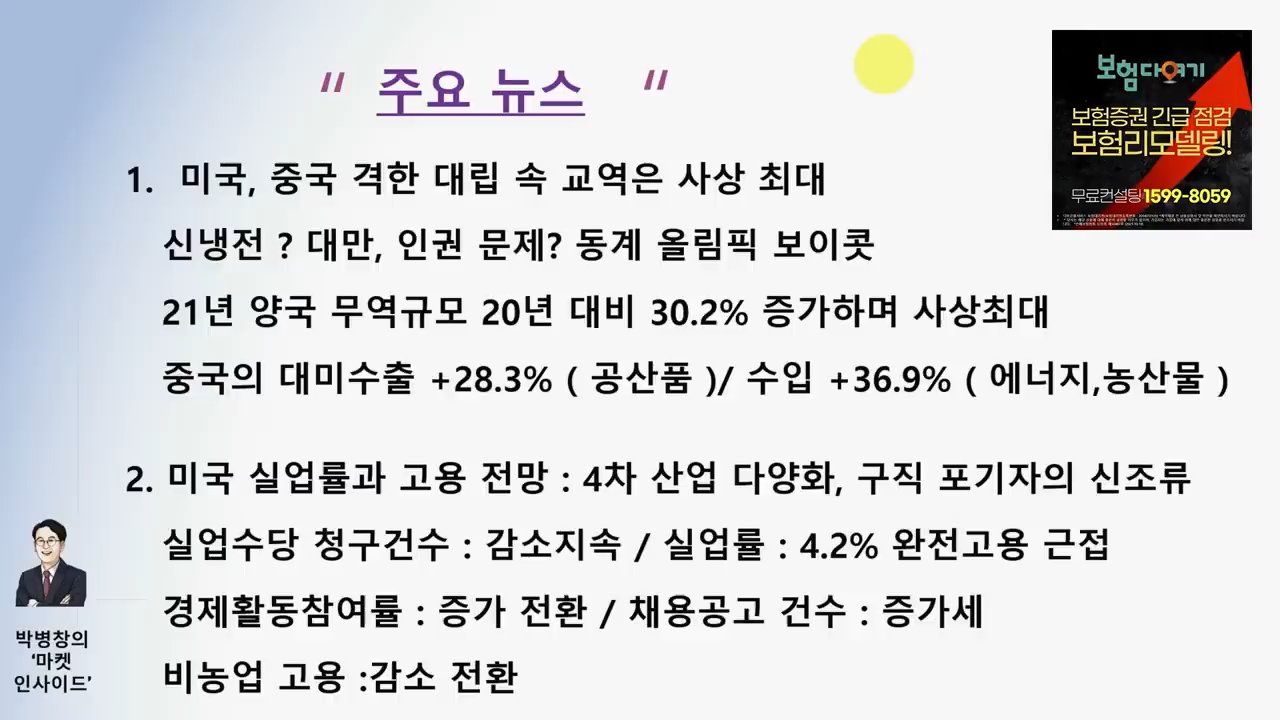 " 주요 뉴스 "
보험다여기
보험증권 긴급 점검
보험리모델링!
무료컨설팅1599-8059
1. 미국, 중국 격한 대립 속 교역은 사상 최대
신냉전 ? 대만, 인권 문제? 동계 올림픽 보이콧
21년 양국 무역규모 20년 대비 30.2% 증가하며 사상최대
중국의 대미수출 +28.3% ( 공산품 )/ 수입 +36.9% ( 에너지,농산물 )
2. 미국 실업률과 고용 전망 : 4차 산업 다양화, 구직 포기자의 신조류
실업수당 청구건수 : 감소지속 / 실업률 : 4.2% 완전고용 근접
경제활동참여률 : 증가 전환 / 채용공고 건수 : 증가세
비농업 고용 :감소 전환
박병창의
‘마켓
인사이드’